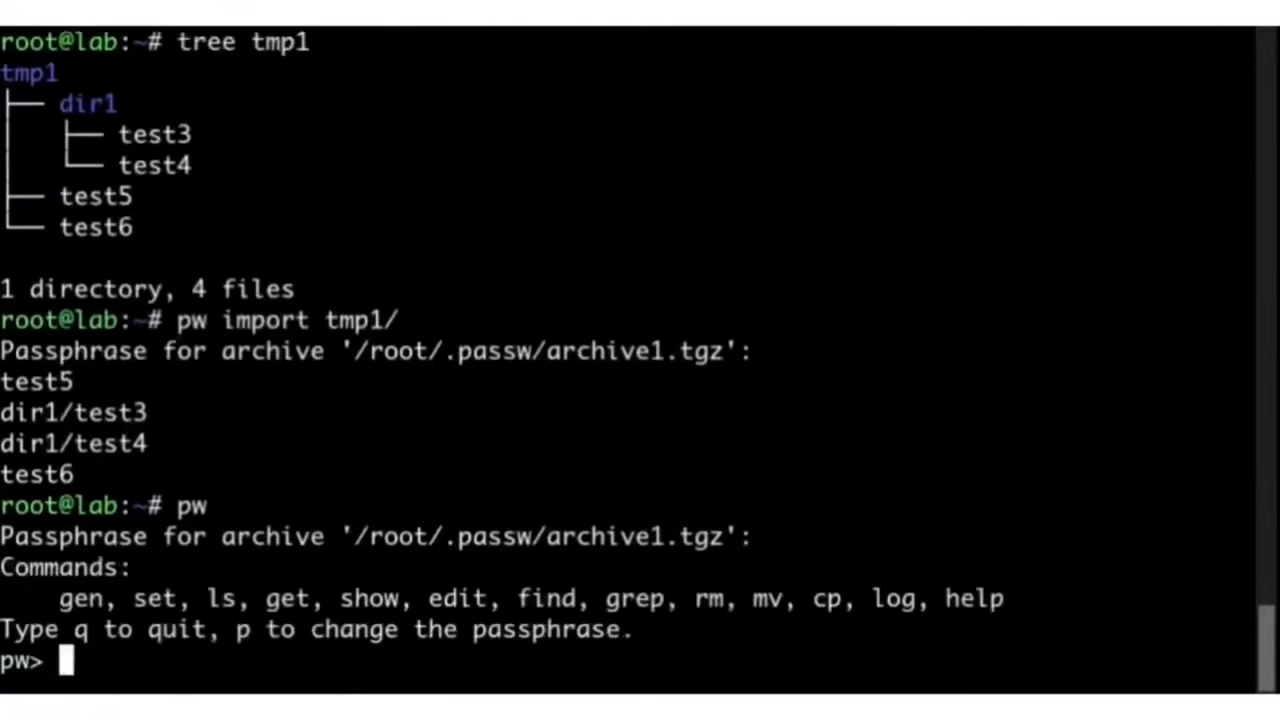 root@lab:~# tree tmp1
tmp1
├── dir1
│   ├── test3
│   └── test4
├── test5
└── test6
1 directory, 4 files
root@lab:~# pw import tmp1/
Passphrase for archive '/root/.passw/archive1.tgz':
test5
dir1/test3
dir1/test4
test6
root@lab:~# pw
Passphrase for archive '/root/.passw/archive1.tgz':
Commands:
    gen, set, ls, get, show, edit, find, grep, rm, mv, cp, log, help
Type q to quit, p to change the passphrase.
pw>